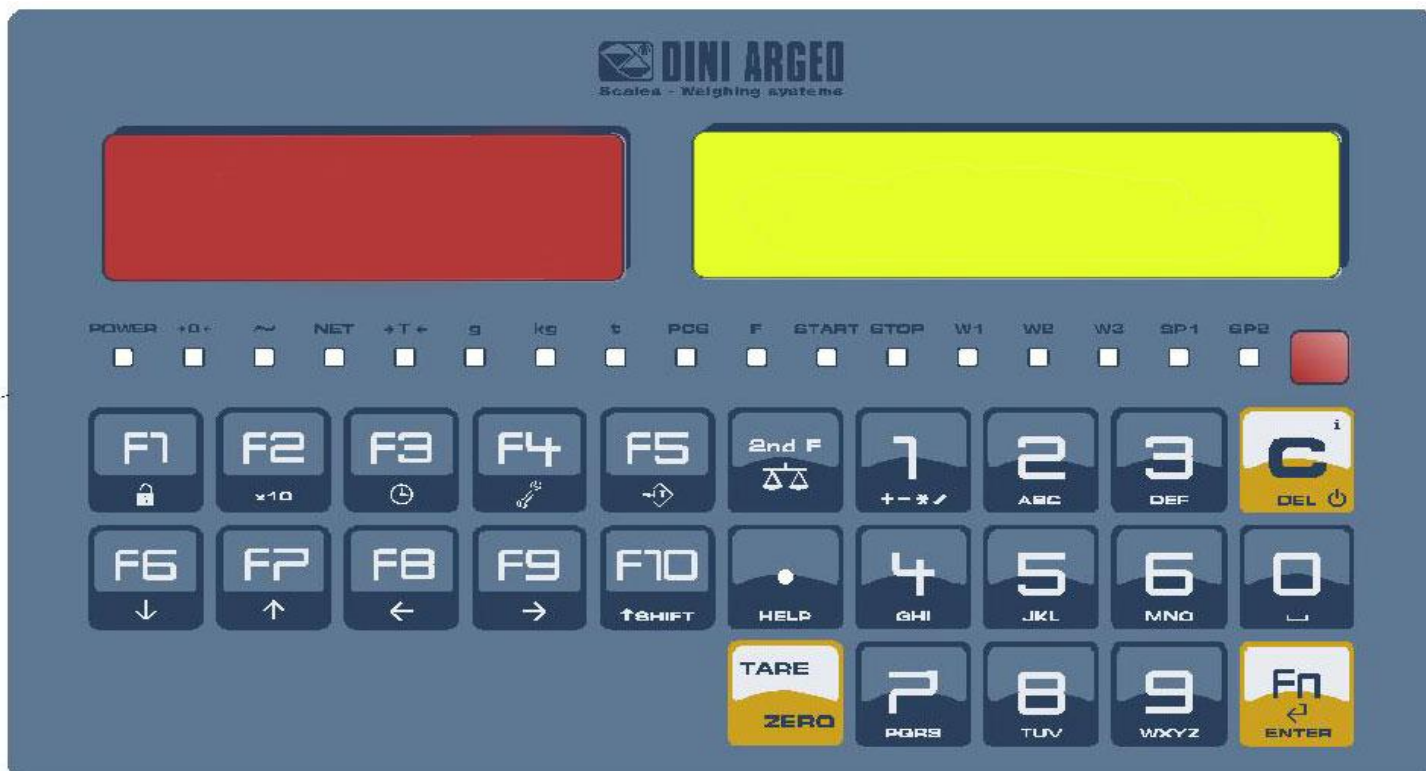 DINI ARGEO
Scales - Weighing systems
POWER →0← ~ NET →T← g kg t PCS F START STOP W1 W2 W3 SP1 SP2
F1 F2 F3 F4 F5 2nd F 1 2 3 C i
x10 T +-*/ ABC DEF DEL
F6 F7 F8 F9 F10 . 4 5 6 0
↓ ↑ ← → ↑SHIFT HELP GHI JKL MNO ⎵
TARE 7 8 9 Fn
ZERO PQRS TUV WXYZ ENTER